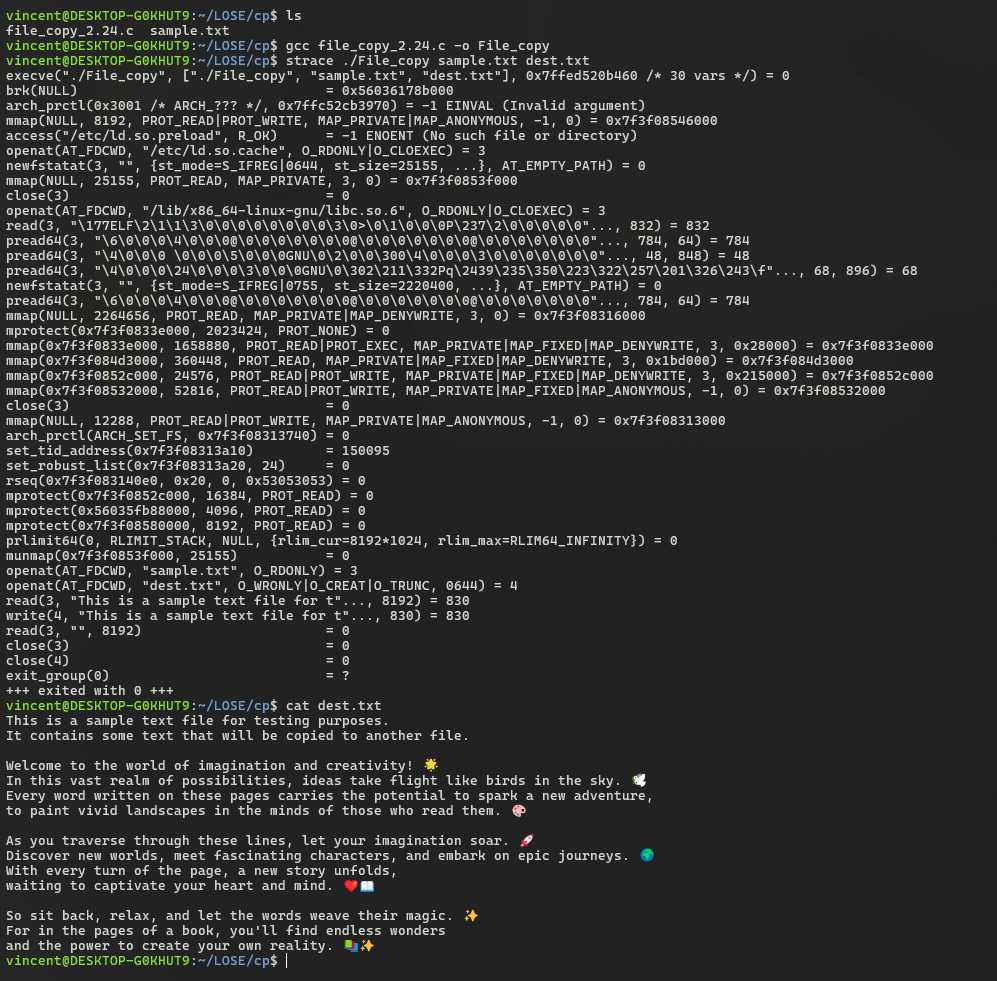 vincent@DESKTOP-G0KHUT9:~/LOSE/cp$ ls
file_copy_2.24.c  sample.txt
vincent@DESKTOP-G0KHUT9:~/LOSE/cp$ gcc file_copy_2.24.c -o File_copy
vincent@DESKTOP-G0KHUT9:~/LOSE/cp$ strace ./File_copy sample.txt dest.txt
execve("./File_copy", ["./File_copy", "sample.txt", "dest.txt"], 0x7ffed520b460 /* 30 vars */) = 0
brk(NULL)                               = 0x56036178b000
arch_prctl(0x3001 /* ARCH_??? */, 0x7ffc52cb3970) = -1 EINVAL (Invalid argument)
mmap(NULL, 8192, PROT_READ|PROT_WRITE, MAP_PRIVATE|MAP_ANONYMOUS, -1, 0) = 0x7f3f08546000
access("/etc/ld.so.preload", R_OK)      = -1 ENOENT (No such file or directory)
openat(AT_FDCWD, "/etc/ld.so.cache", O_RDONLY|O_CLOEXEC) = 3
newfstatat(3, "", {st_mode=S_IFREG|0644, st_size=25155, ...}, AT_EMPTY_PATH) = 0
mmap(NULL, 25155, PROT_READ, MAP_PRIVATE, 3, 0) = 0x7f3f0853f000
close(3)                                = 0
openat(AT_FDCWD, "/lib/x86_64-linux-gnu/libc.so.6", O_RDONLY|O_CLOEXEC) = 3
read(3, "\177ELF\2\1\1\3\0\0\0\0\0\0\0\0\3\0>\0\1\0\0\0P\237\2\0\0\0\0\0"..., 832) = 832
pread64(3, "\6\0\0\0\4\0\0\0@\0\0\0\0\0\0\0@\0\0\0\0\0\0\0@\0\0\0\0\0\0\0"..., 784, 64) = 784
pread64(3, "\4\0\0\0 \0\0\0\5\0\0\0GNU\0\2\0\0\300\4\0\0\0\3\0\0\0\0\0\0\0"..., 48, 848) = 48
pread64(3, "\4\0\0\0\24\0\0\0\3\0\0\0GNU\0\302\211\332Pq\2439\235\350\223\322\257\201\326\243\f"..., 68, 896) = 68
newfstatat(3, "", {st_mode=S_IFREG|0755, st_size=2220400, ...}, AT_EMPTY_PATH) = 0
pread64(3, "\6\0\0\0\4\0\0\0@\0\0\0\0\0\0\0@\0\0\0\0\0\0\0@\0\0\0\0\0\0\0"..., 784, 64) = 784
mmap(NULL, 2264656, PROT_READ, MAP_PRIVATE|MAP_DENYWRITE, 3, 0) = 0x7f3f08316000
mprotect(0x7f3f0833e000, 2023424, PROT_NONE) = 0
mmap(0x7f3f0833e000, 1658880, PROT_READ|PROT_EXEC, MAP_PRIVATE|MAP_FIXED|MAP_DENYWRITE, 3, 0x28000) = 0x7f3f0833e000
mmap(0x7f3f084d3000, 360448, PROT_READ, MAP_PRIVATE|MAP_FIXED|MAP_DENYWRITE, 3, 0x1bd000) = 0x7f3f084d3000
mmap(0x7f3f0852c000, 24576, PROT_READ|PROT_WRITE, MAP_PRIVATE|MAP_FIXED|MAP_DENYWRITE, 3, 0x215000) = 0x7f3f0852c000
mmap(0x7f3f08532000, 52816, PROT_READ|PROT_WRITE, MAP_PRIVATE|MAP_FIXED|MAP_ANONYMOUS, -1, 0) = 0x7f3f08532000
close(3)                                = 0
mmap(NULL, 12288, PROT_READ|PROT_WRITE, MAP_PRIVATE|MAP_ANONYMOUS, -1, 0) = 0x7f3f08313000
arch_prctl(ARCH_SET_FS, 0x7f3f08313740) = 0
set_tid_address(0x7f3f08313a10)         = 150095
set_robust_list(0x7f3f08313a20, 24)     = 0
rseq(0x7f3f083140e0, 0x20, 0, 0x53053053) = 0
mprotect(0x7f3f0852c000, 16384, PROT_READ) = 0
mprotect(0x56035fb88000, 4096, PROT_READ) = 0
mprotect(0x7f3f08580000, 8192, PROT_READ) = 0
prlimit64(0, RLIMIT_STACK, NULL, {rlim_cur=8192*1024, rlim_max=RLIM64_INFINITY}) = 0
munmap(0x7f3f0853f000, 25155)           = 0
openat(AT_FDCWD, "sample.txt", O_RDONLY) = 3
openat(AT_FDCWD, "dest.txt", O_WRONLY|O_CREAT|O_TRUNC, 0644) = 4
read(3, "This is a sample text file for t"..., 8192) = 830
write(4, "This is a sample text file for t"..., 830) = 830
read(3, "", 8192)                       = 0
close(3)                                = 0
close(4)                                = 0
exit_group(0)                           = ?
+++ exited with 0 +++
vincent@DESKTOP-G0KHUT9:~/LOSE/cp$ cat dest.txt
This is a sample text file for testing purposes.
It contains some text that will be copied to another file.

Welcome to the world of imagination and creativity! 🌟
In this vast realm of possibilities, ideas take flight like birds in the sky. 🕊️
Every word written on these pages carries the potential to spark a new adventure,
to paint vivid landscapes in the minds of those who read them. 🎨

As you traverse through these lines, let your imagination soar. 🚀
Discover new worlds, meet fascinating characters, and embark on epic journeys. 🌍
With every turn of the page, a new story unfolds,
waiting to captivate your heart and mind. ❤️📖

So sit back, relax, and let the words weave their magic. ✨
For in the pages of a book, you'll find endless wonders
and the power to create your own reality. 📚✨
vincent@DESKTOP-G0KHUT9:~/LOSE/cp$